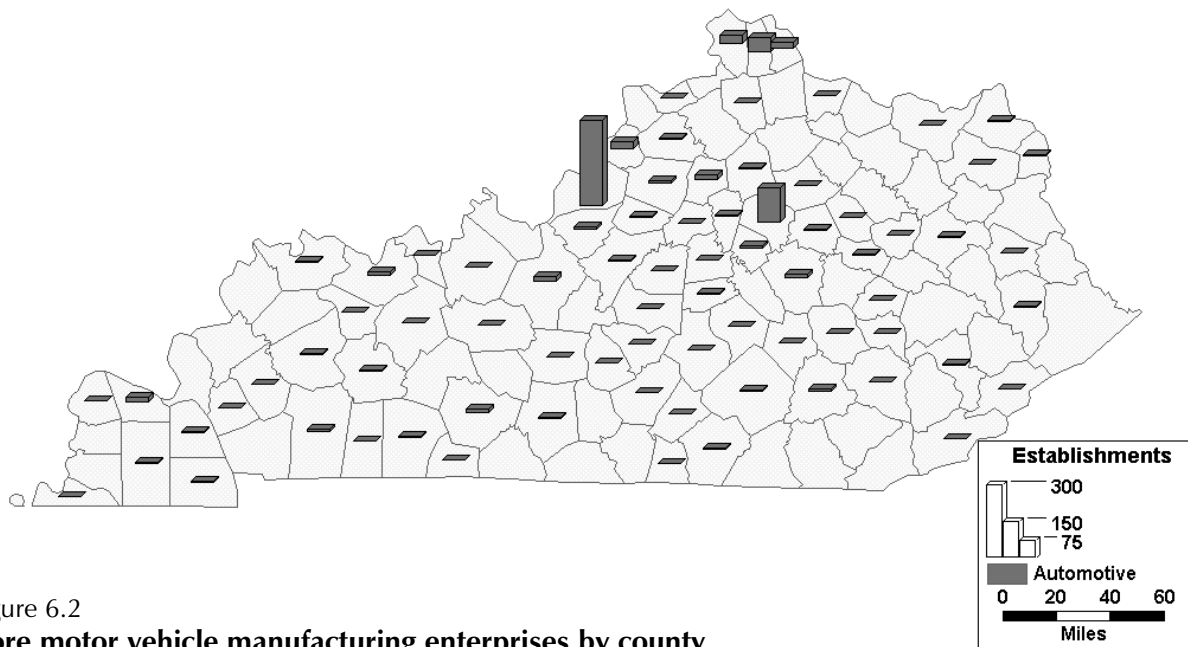 Establishments
300
150
75
Automotive
0 20 40 60
Miles
gure 6.2
ore motor vehicle manufacturing enterprises by county